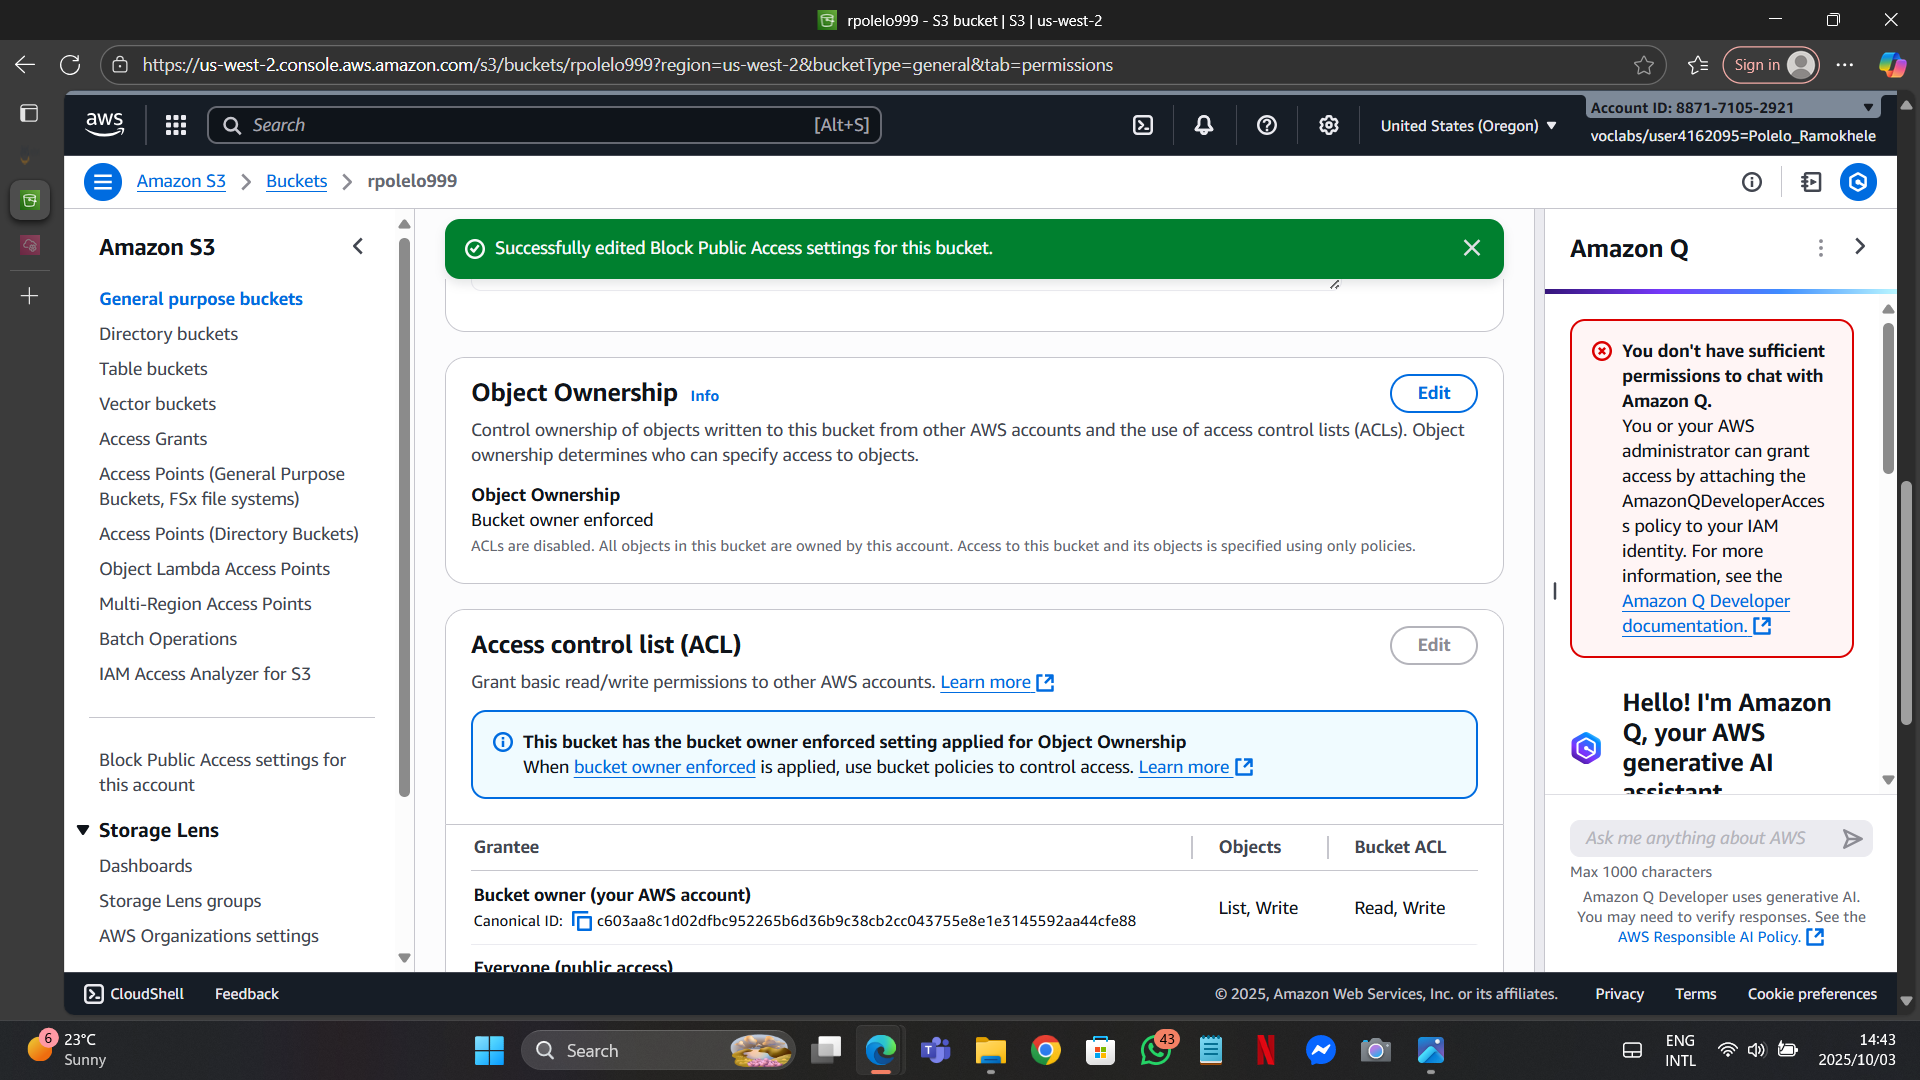 rpolelo999 - S3 bucket | S3 | us-west-2
https://us-west-2.console.aws.amazon.com/s3/buckets/rpolelo999?region=us-west-2&bucketType=general&tab=permissions
Sign in
aws
Search
[Alt+S]
United States (Oregon)
Account ID: 8871-7105-2921
voclabs/user4162095=Polelo_Ramokhele
Amazon S3
Buckets
rpolelo999
Amazon S3
General purpose buckets
Directory buckets
Table buckets
Vector buckets
Access Grants
Access Points (General Purpose
Buckets, FSx file systems)
Access Points (Directory Buckets)
Object Lambda Access Points
Multi-Region Access Points
Batch Operations
IAM Access Analyzer for S3
Block Public Access settings for
this account
Storage Lens
Dashboards
Storage Lens groups
AWS Organizations settings
Successfully edited Block Public Access settings for this bucket.
Object Ownership Info
Edit
Control ownership of objects written to this bucket from other AWS accounts and the use of access control lists (ACLs). Object
ownership determines who can specify access to objects.
Object Ownership
Bucket owner enforced
ACLs are disabled. All objects in this bucket are owned by this account. Access to this bucket and its objects is specified using only policies.
Access control list (ACL)
Edit
Grant basic read/write permissions to other AWS accounts. Learn more
This bucket has the bucket owner enforced setting applied for Object Ownership
When bucket owner enforced is applied, use bucket policies to control access. Learn more
Grantee
Objects
Bucket ACL
Bucket owner (your AWS account)
Canonical ID: c603aa8c1d02dfbc952265b6d36b9c38cb2cc043755e8e1e3145592aa44cfe88
List, Write
Read, Write
Everyone (public access)
Amazon Q
You don't have sufficient
permissions to chat with
Amazon Q.
You or your AWS
administrator can grant
access by attaching the
AmazonQDeveloperAcces
s policy to your IAM
identity. For more
information, see the
Amazon Q Developer
documentation.
Hello! I'm Amazon
Q, your AWS
generative AI
assistant
Ask me anything about AWS
Max 1000 characters
Amazon Q Developer uses generative AI.
You may need to verify responses. See the
AWS Responsible AI Policy.
CloudShell
Feedback
© 2025, Amazon Web Services, Inc. or its affiliates.
Privacy
Terms
Cookie preferences
6
23°C
Sunny
Search
43
ENG
INTL
14:43
2025/10/03